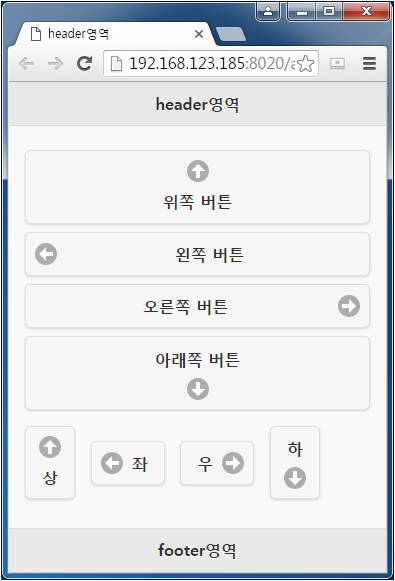 header영역
192.168.123.185:8020/a
header영역
위쪽 버튼
왼쪽 버튼
오른쪽 버튼
아래쪽 버튼
상 좌 우 하
footer영역